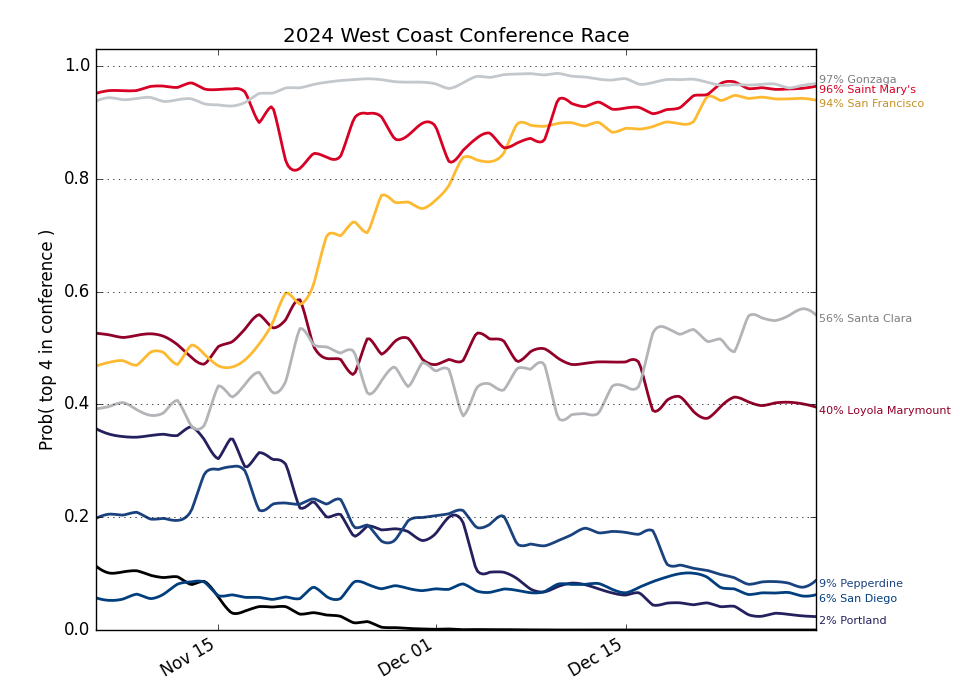 2024 West Coast Conference Race
Prob( top 4 in conference )
1.0
0.8
0.6
0.4
0.2
0.0
Nov 15
Dec 01
Dec 15
97% Gonzaga
96% Saint Mary's
94% San Francisco
56% Santa Clara
40% Loyola Marymount
9% Pepperdine
6% San Diego
2% Portland